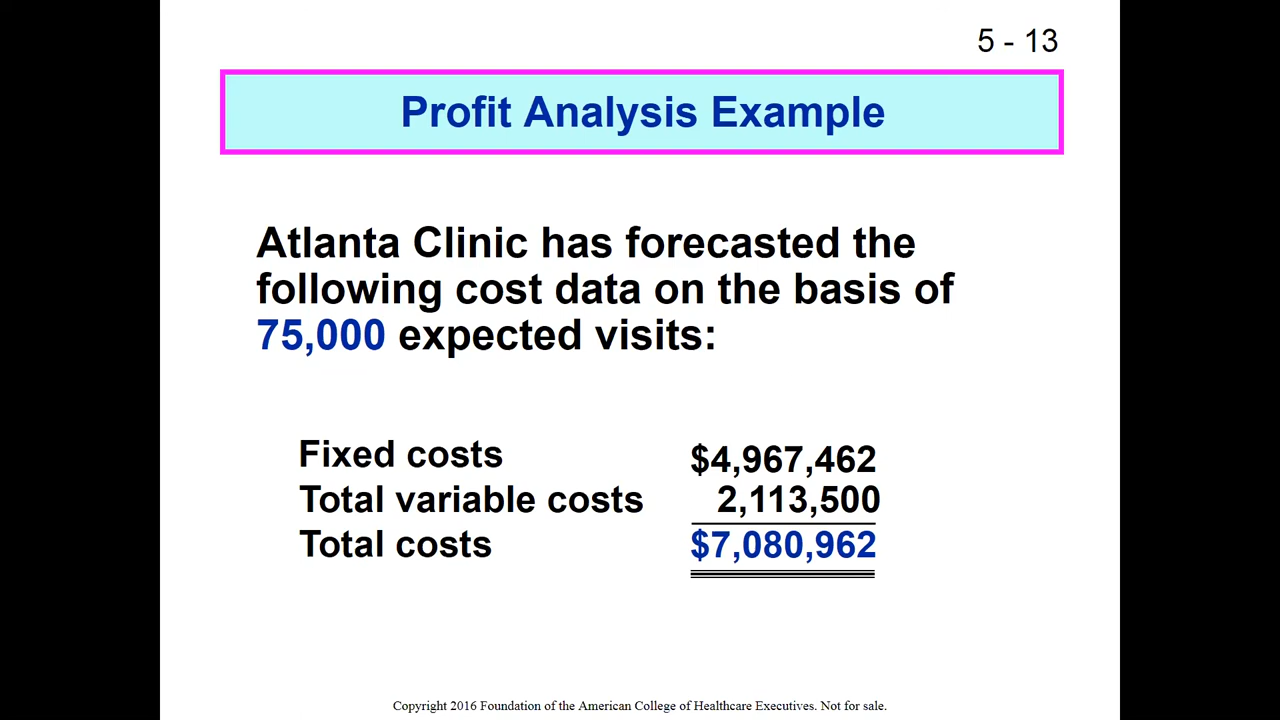 5 - 13
Profit Analysis Example
Atlanta Clinic has forecasted the
following cost data on the basis of
75,000 expected visits:
Fixed costs $4,967,462
Total variable costs 2,113,500
Total costs $7,080,962
Copyright 2016 Foundation of the American College of Healthcare Executives. Not for sale.